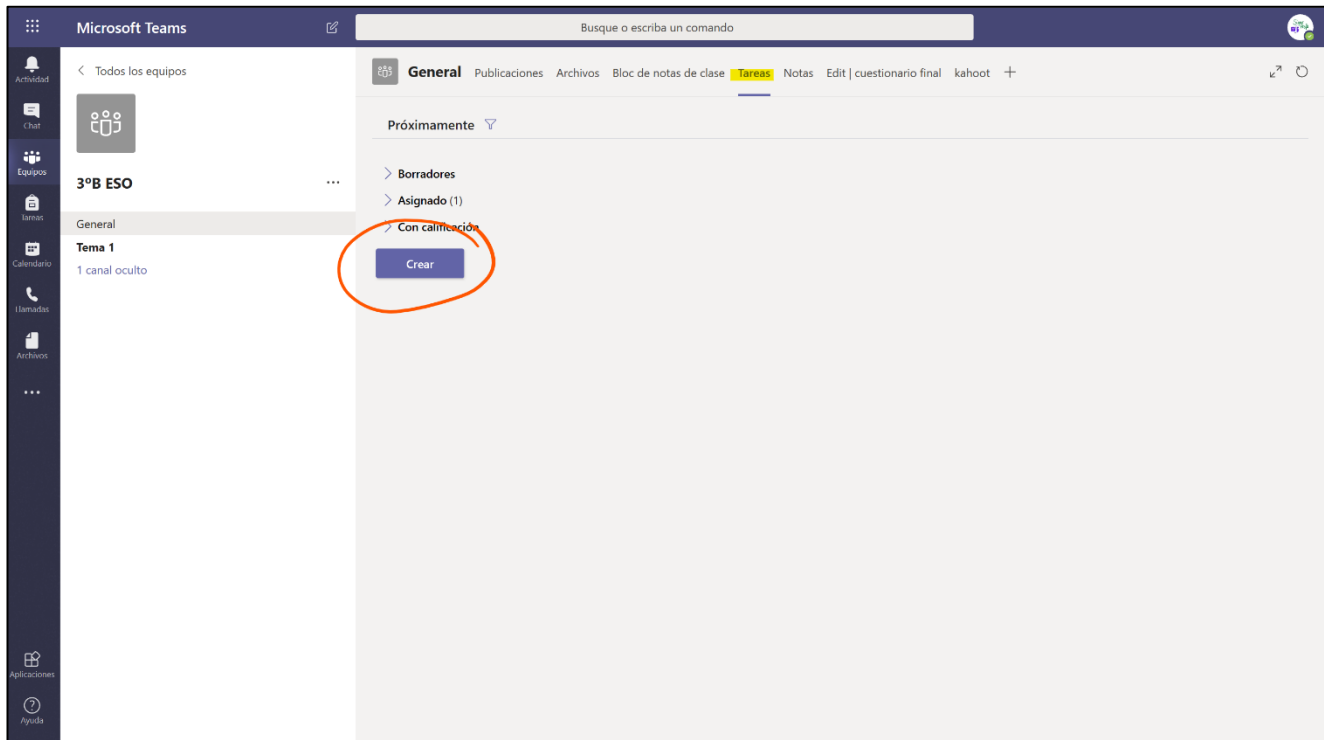 Microsoft Teams
Busque o escriba un comando
Actividad
Chat
Equipos
Tareas
Calendario
Llamadas
Archivos
Aplicaciones
Ayuda
Todos los equipos
3ºB ESO
General
Tema 1
1 canal oculto
General Publicaciones Archivos Bloc de notas de clase Tareas Notas Edit | cuestionario final kahoot
Próximamente
Borradores
Asignado (1)
Con calificación
Crear